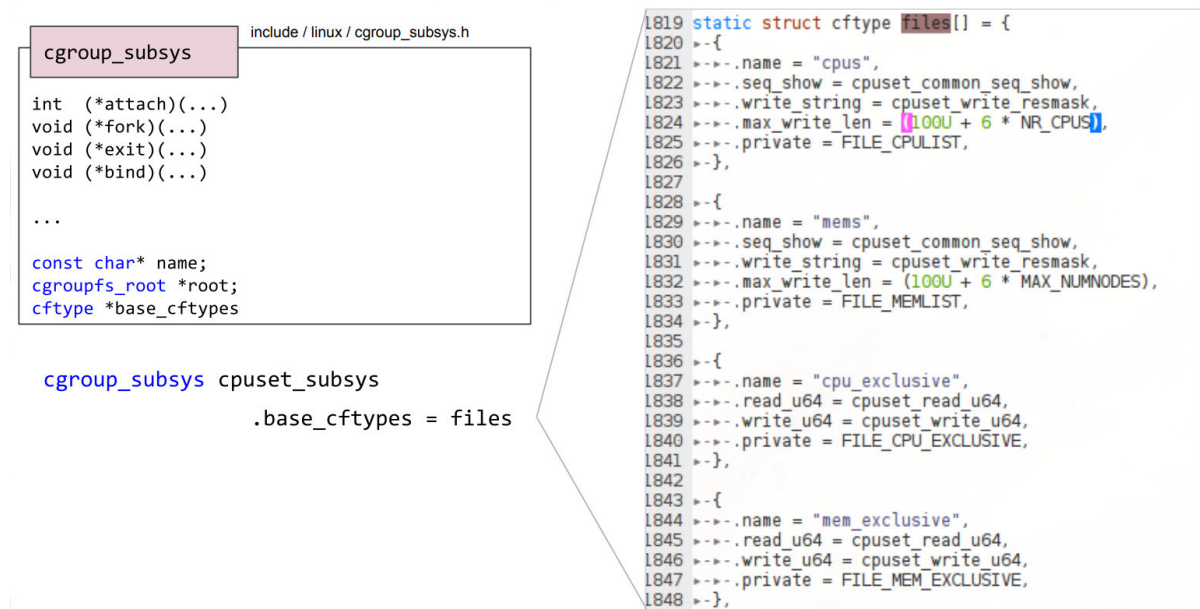 include / linux / cgroup_subsys.h
cgroup_subsys
int (*attach)(...)
void (*fork)(...)
void (*exit)(...)
void (*bind)(...)
...
const char* name;
cgroupfs_root *root;
cftype *base_cftypes
cgroup_subsys cpuset_subsys
.base_cftypes = files
1819 static struct cftype files[] = {
1820 {
1821 .name = "cpus",
1822 .seq_show = cpuset_common_seq_show,
1823 .write_string = cpuset_write_resmask,
1824 .max_write_len = (100U + 6 * NR_CPUS),
1825 .private = FILE_CPULIST,
1826 },
1827
1828 {
1829 .name = "mems",
1830 .seq_show = cpuset_common_seq_show,
1831 .write_string = cpuset_write_resmask,
1832 .max_write_len = (100U + 6 * MAX_NUMNODES),
1833 .private = FILE_MEMLIST,
1834 },
1835
1836 {
1837 .name = "cpu_exclusive",
1838 .read_u64 = cpuset_read_u64,
1839 .write_u64 = cpuset_write_u64,
1840 .private = FILE_CPU_EXCLUSIVE,
1841 },
1842
1843 {
1844 .name = "mem_exclusive",
1845 .read_u64 = cpuset_read_u64,
1846 .write_u64 = cpuset_write_u64,
1847 .private = FILE_MEM_EXCLUSIVE,
1848 },